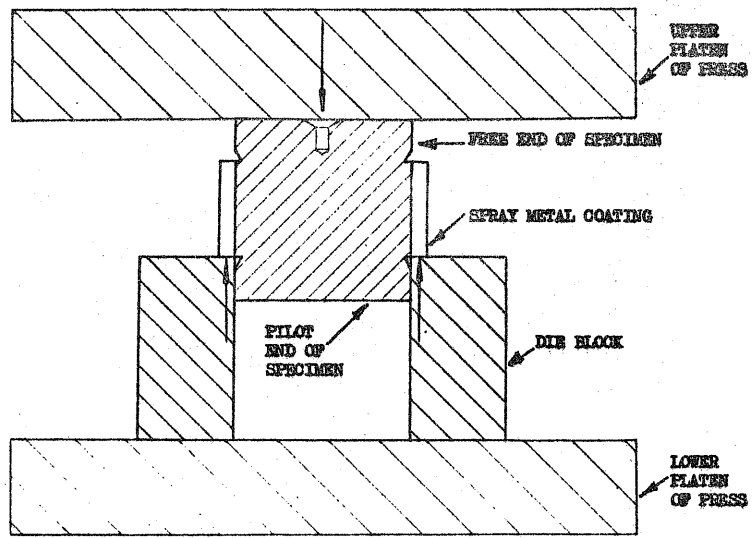 UPPER
PLATEN
OF PRESS
FREE END OF SPECIMEN
SPRAY METAL COATING
PILOT
END OF
SPECIMEN
DIE BLOCK
LOWER
PLATEN
OF PRESS